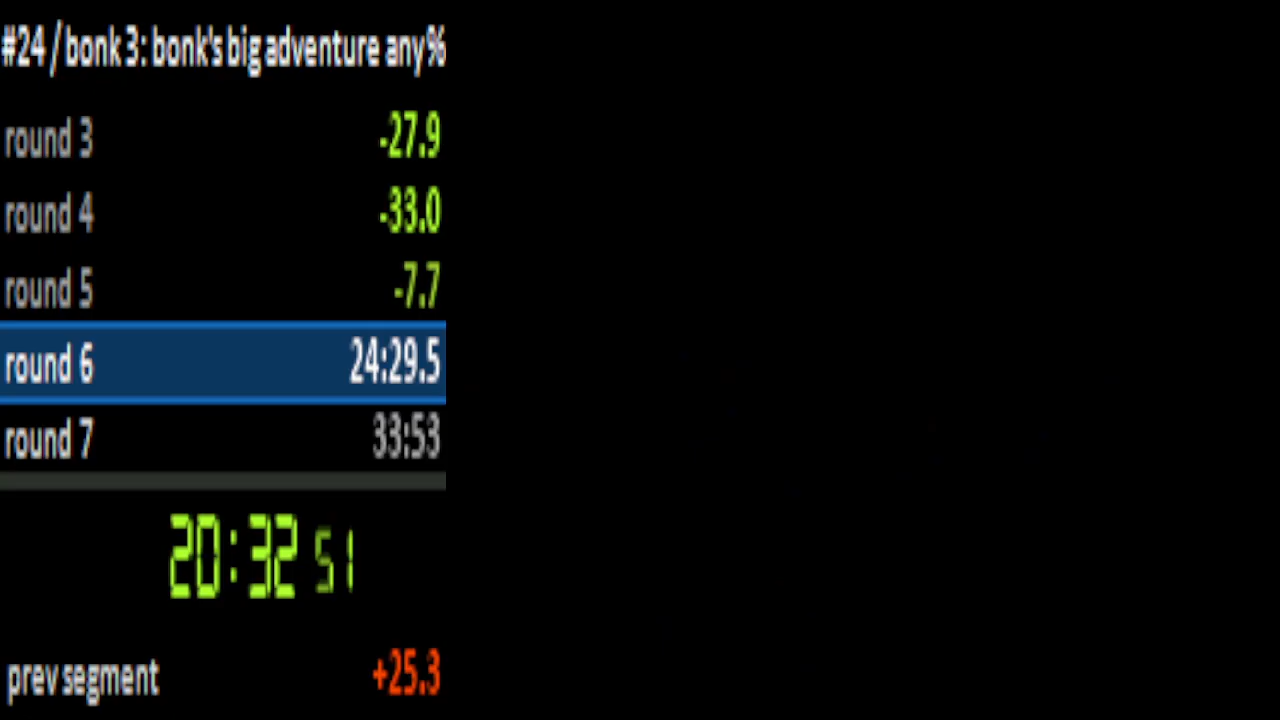 #24 / bonk 3: bonk's big adventure any%
round 3 -27.9
round 4 -33.0
round 5 -7.7
round 6 24:29.5
round 7 33:53
20:32 51
prev segment +25.3